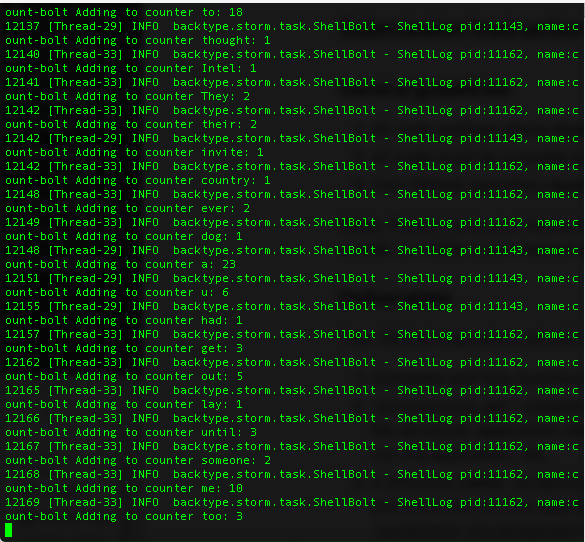 ount-bolt Adding to counter to: 18
12137 [Thread-29] INFO  backtype.storm.task.ShellBolt - ShellLog pid:11143, name:c
ount-bolt Adding to counter thought: 1
12140 [Thread-33] INFO  backtype.storm.task.ShellBolt - ShellLog pid:11162, name:c
ount-bolt Adding to counter Intel: 1
12141 [Thread-33] INFO  backtype.storm.task.ShellBolt - ShellLog pid:11162, name:c
ount-bolt Adding to counter They: 2
12142 [Thread-33] INFO  backtype.storm.task.ShellBolt - ShellLog pid:11162, name:c
ount-bolt Adding to counter their: 2
12142 [Thread-29] INFO  backtype.storm.task.ShellBolt - ShellLog pid:11143, name:c
ount-bolt Adding to counter invite: 1
12142 [Thread-33] INFO  backtype.storm.task.ShellBolt - ShellLog pid:11162, name:c
ount-bolt Adding to counter country: 1
12148 [Thread-33] INFO  backtype.storm.task.ShellBolt - ShellLog pid:11162, name:c
ount-bolt Adding to counter ever: 2
12149 [Thread-33] INFO  backtype.storm.task.ShellBolt - ShellLog pid:11162, name:c
ount-bolt Adding to counter dog: 1
12148 [Thread-29] INFO  backtype.storm.task.ShellBolt - ShellLog pid:11143, name:c
ount-bolt Adding to counter a: 23
12151 [Thread-29] INFO  backtype.storm.task.ShellBolt - ShellLog pid:11143, name:c
ount-bolt Adding to counter u: 6
12155 [Thread-29] INFO  backtype.storm.task.ShellBolt - ShellLog pid:11143, name:c
ount-bolt Adding to counter had: 1
12157 [Thread-33] INFO  backtype.storm.task.ShellBolt - ShellLog pid:11162, name:c
ount-bolt Adding to counter get: 3
12162 [Thread-33] INFO  backtype.storm.task.ShellBolt - ShellLog pid:11162, name:c
ount-bolt Adding to counter out: 5
12165 [Thread-33] INFO  backtype.storm.task.ShellBolt - ShellLog pid:11162, name:c
ount-bolt Adding to counter lay: 1
12166 [Thread-33] INFO  backtype.storm.task.ShellBolt - ShellLog pid:11162, name:c
ount-bolt Adding to counter until: 3
12167 [Thread-33] INFO  backtype.storm.task.ShellBolt - ShellLog pid:11162, name:c
ount-bolt Adding to counter someone: 2
12168 [Thread-33] INFO  backtype.storm.task.ShellBolt - ShellLog pid:11162, name:c
ount-bolt Adding to counter me: 10
12169 [Thread-33] INFO  backtype.storm.task.ShellBolt - ShellLog pid:11162, name:c
ount-bolt Adding to counter too: 3